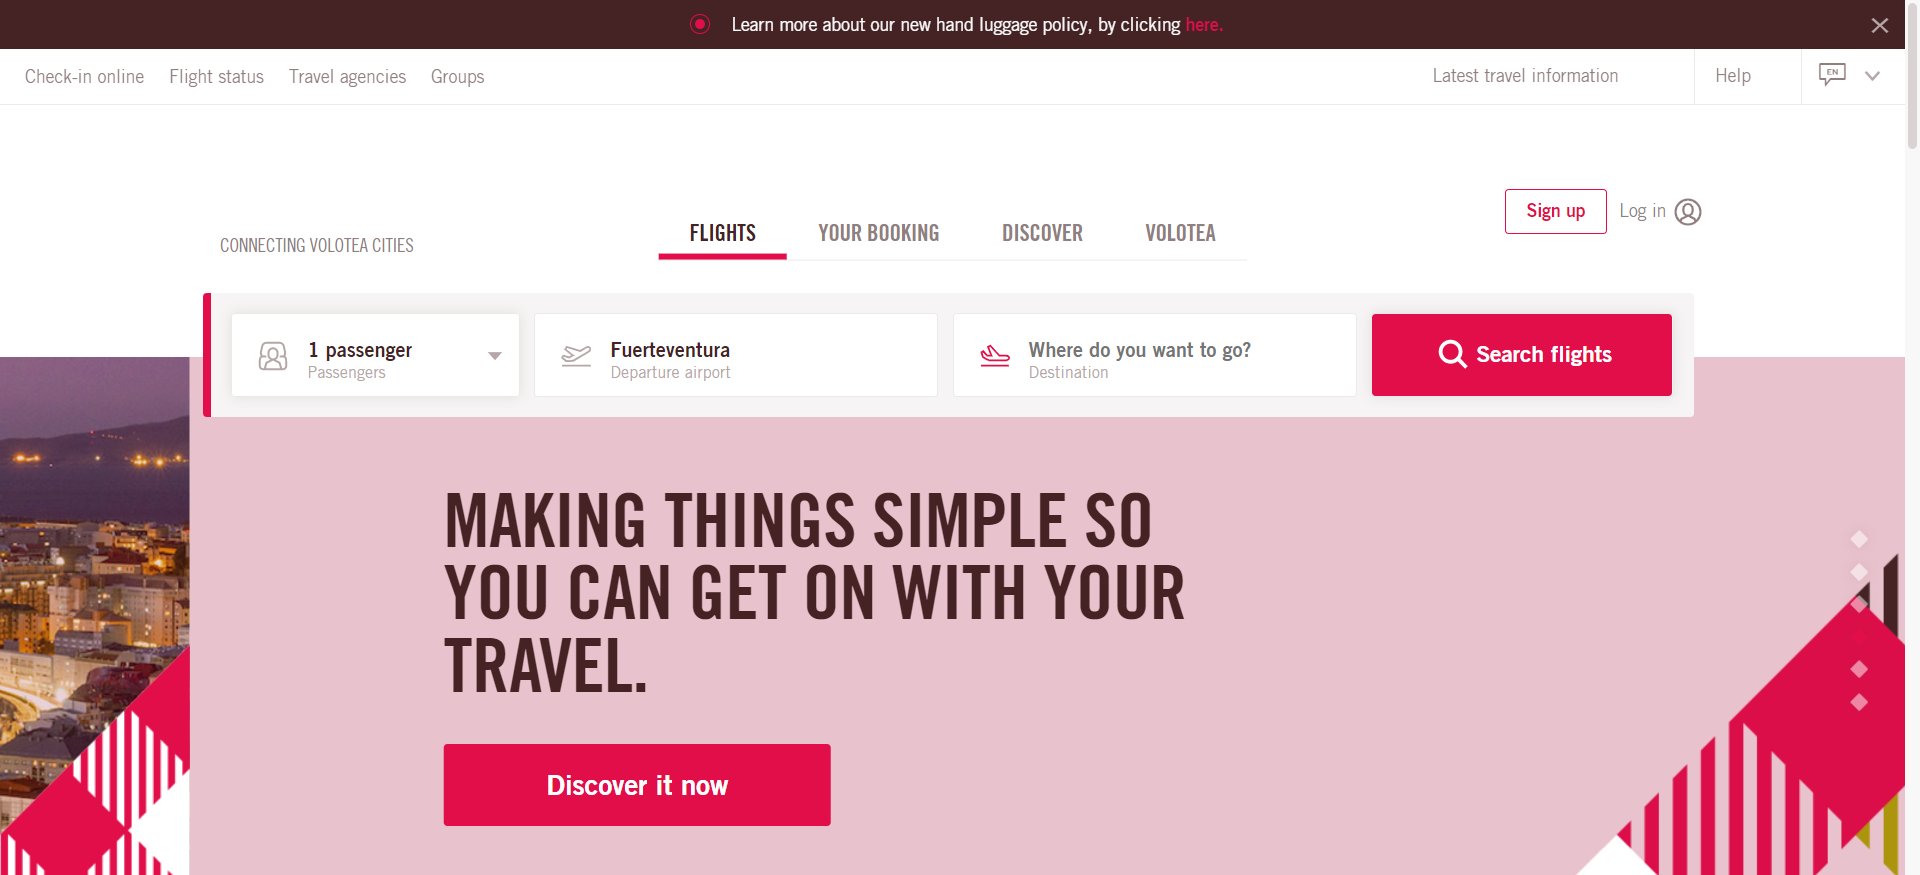 Learn more about our new hand luggage policy, by clicking here.
Check-in online Flight status Travel agencies Groups Latest travel information Help EN
Sign up Log in
CONNECTING VOLOTEA CITIES FLIGHTS YOUR BOOKING DISCOVER VOLOTEA
1 passenger Fuerteventura Where do you want to go? Search flights
Passengers Departure airport Destination
MAKING THINGS SIMPLE SO
YOU CAN GET ON WITH YOUR
TRAVEL.
Discover it now